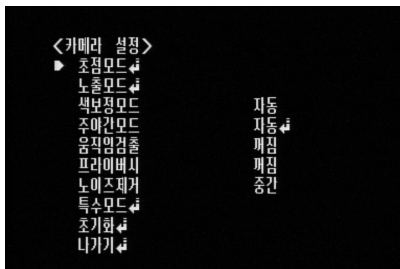 <카메라 설정>
초점모드↲
노출모드↲
색보정모드 자동
주야간모드 자동↲
움직임검출 꺼짐
프라이버시 꺼짐
노이즈제거 중간
특수모드↲
초기화↲
나가기↲